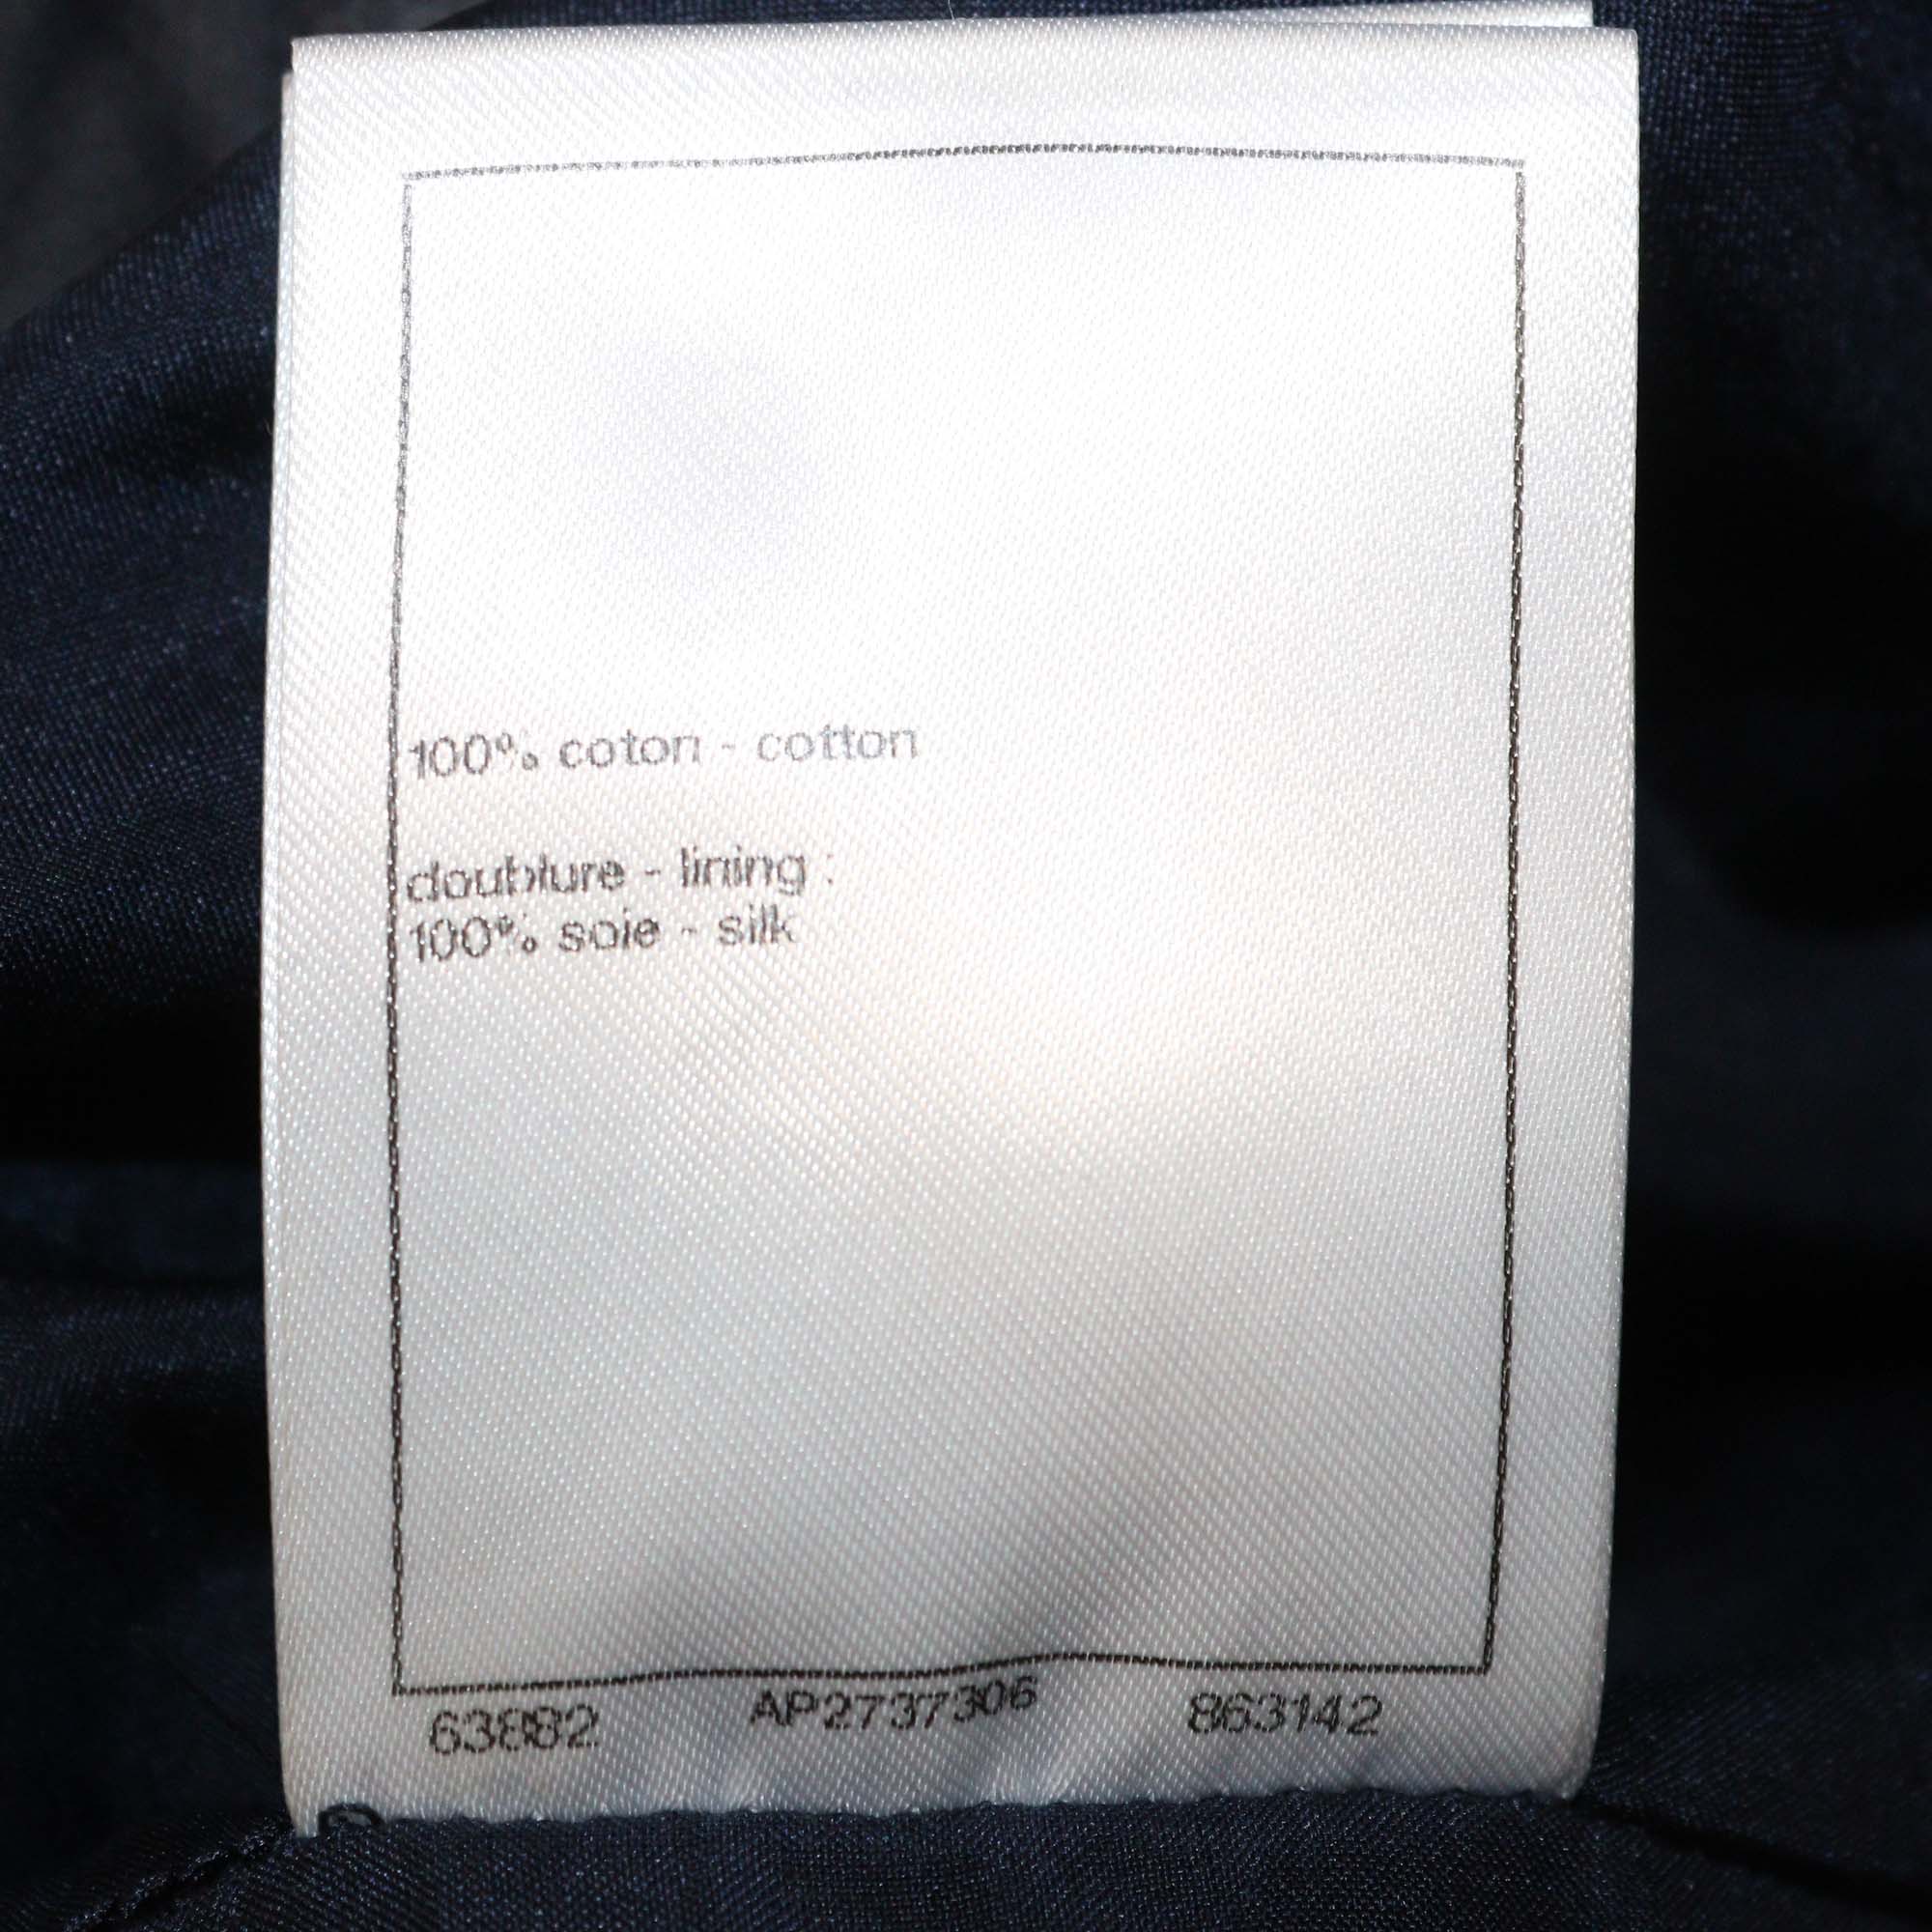 100% coton - cotton
doublure - lining :
100% soie - silk
63882 AP2737306 863142